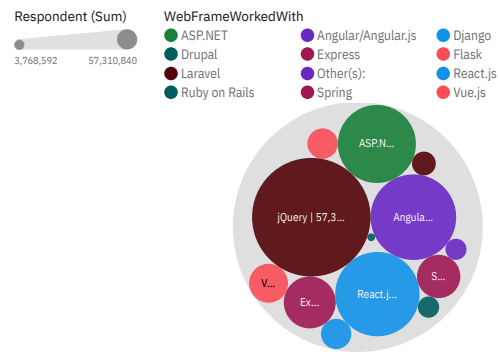 Respondent (Sum)
3,768,592 57,310,840
WebFrameWorkedWith
ASP.NET Angular/Angular.js Django
Drupal Express Flask
Laravel Other(s): React.js
Ruby on Rails Spring Vue.js
ASP.N...
jQuery | 57,3... Angula...
V... Ex... React.j... S...